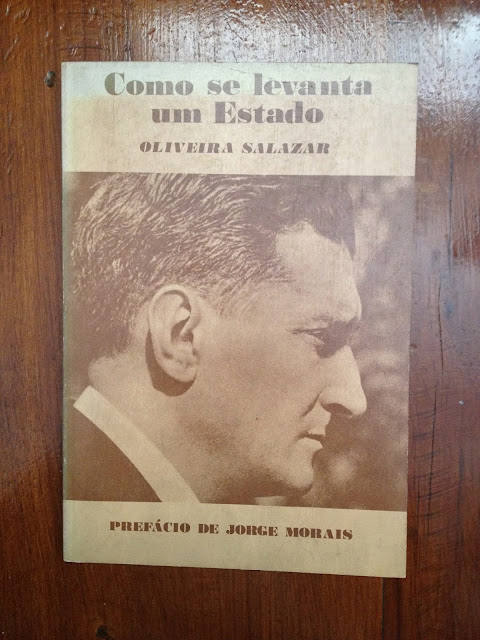 Como se levanta
um Estado
OLIVEIRA SALAZAR
PREFÁCIO DE JORGE MORAIS